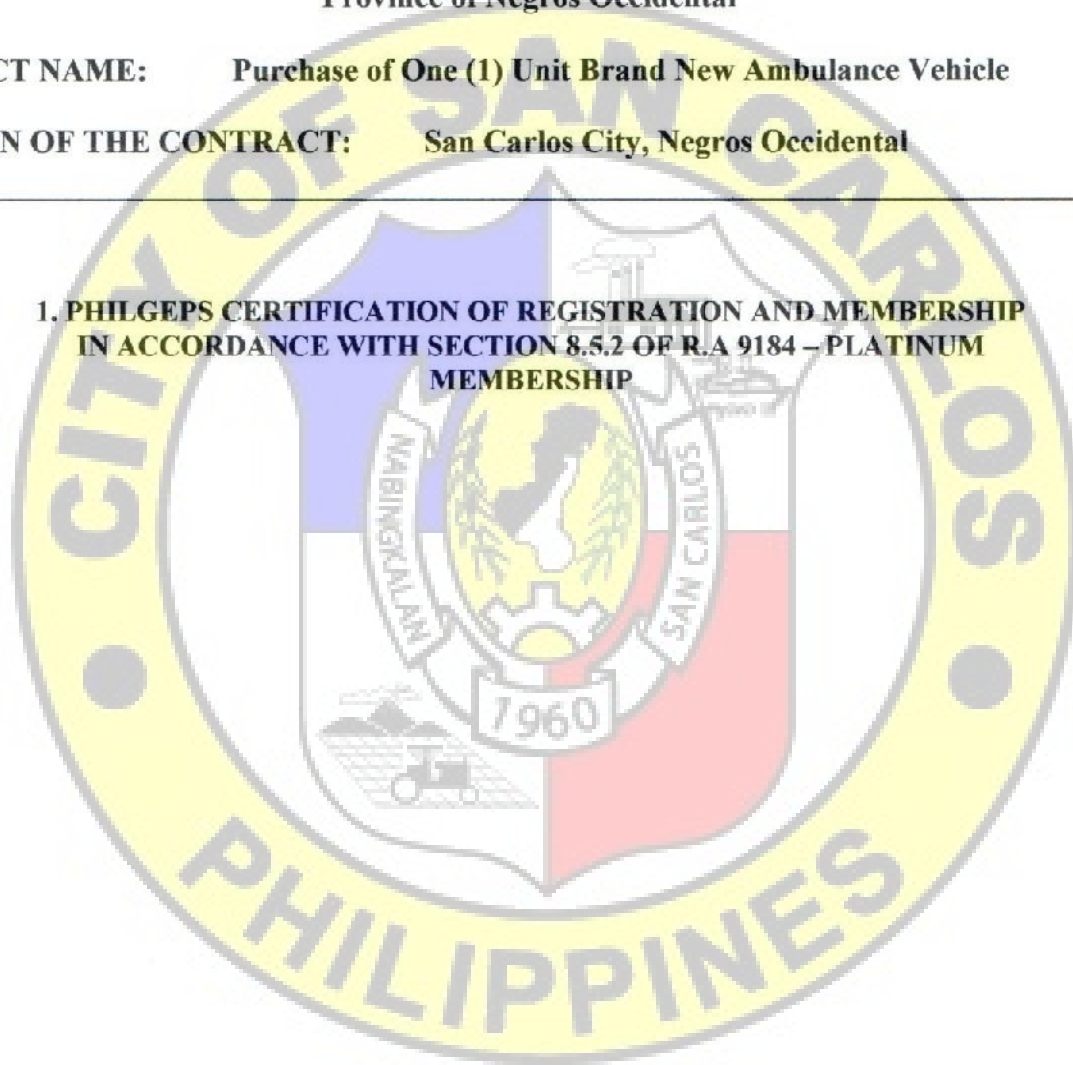 Province of Negros Occidental
CT NAME: Purchase of One (1) Unit Brand New Ambulance Vehicle
N OF THE CONTRACT: San Carlos City, Negros Occidental
1. PHILGEPS CERTIFICATION OF REGISTRATION AND MEMBERSHIP
IN ACCORDANCE WITH SECTION 8.5.2 OF R.A 9184 – PLATINUM
MEMBERSHIP
CITY OF SAN CARLOS
NABINGKALAN
SAN CARLOS
1960
PHILIPPINES